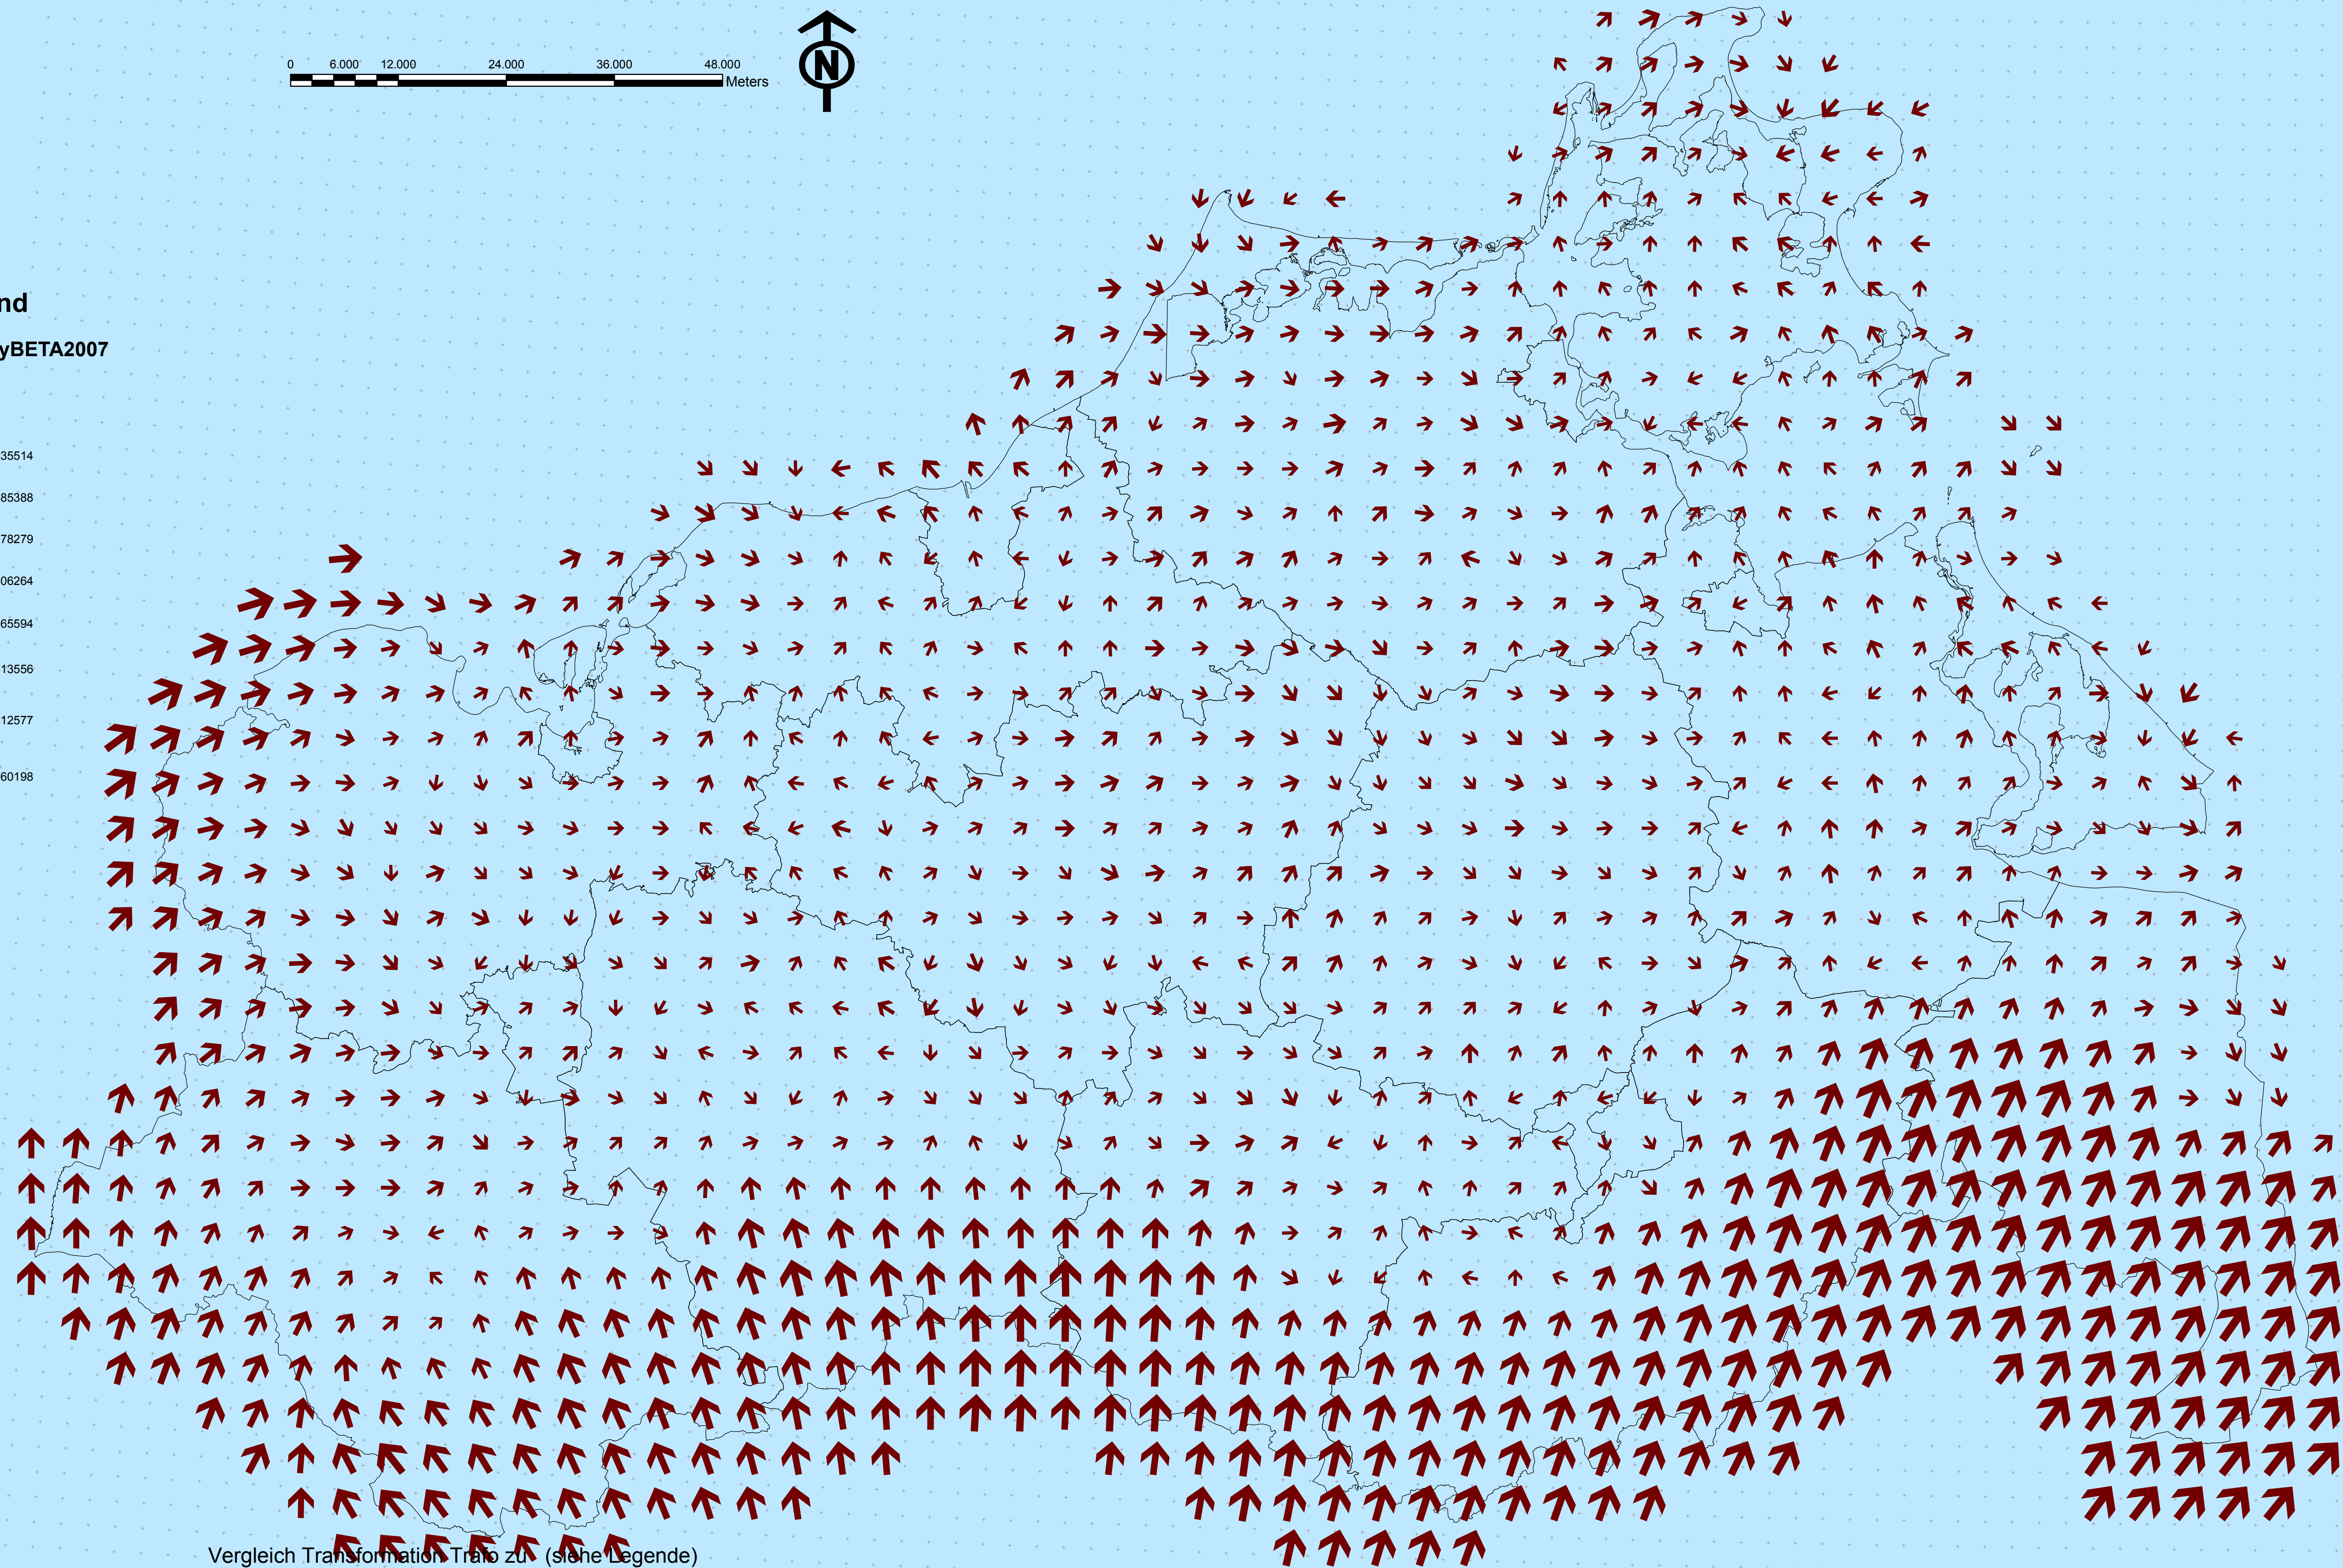 0 6.000 12.000 24.000 36.000 48.000
Meters
N
nd
yBETA2007
35514
85388
78279
06264
65594
13556
12577
60198
Vergleich Transformation Trafo zu (siehe Legende)